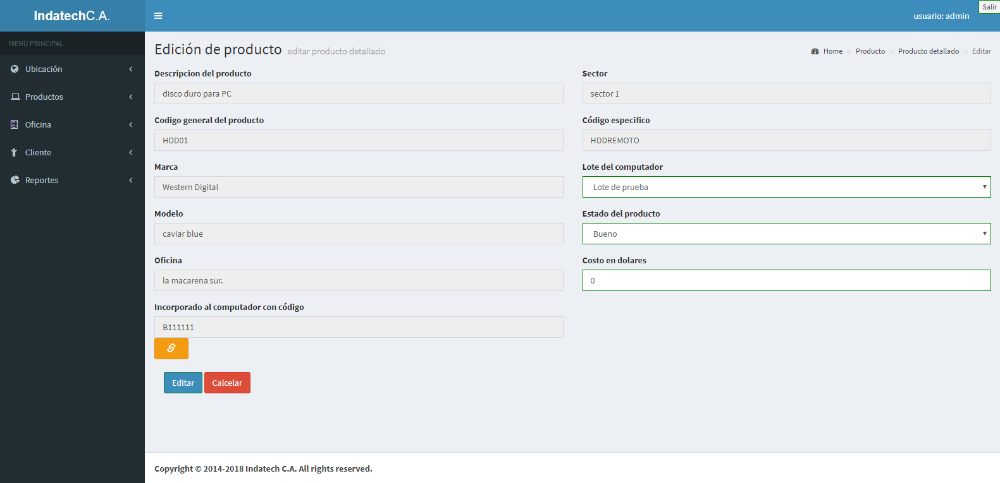 IndatechC.A.
usuario: admin
Salir
MENÚ PRINCIPAL
Ubicación
Productos
Oficina
Cliente
Reportes
Edición de producto editar producto detallado
Home > Producto > Producto detallado > Editar
Descripcion del producto
disco duro para PC
Sector
sector 1
Codigo general del producto
HDD01
Código especifico
HDDREMOTO
Marca
Western Digital
Lote del computador
Lote de prueba
Modelo
caviar blue
Estado del producto
Bueno
Oficina
la macarena sur.
Costo en dolares
0
Incorporado al computador con código
B111111
Editar
Calcelar
Copyright © 2014-2018 Indatech C.A. All rights reserved.